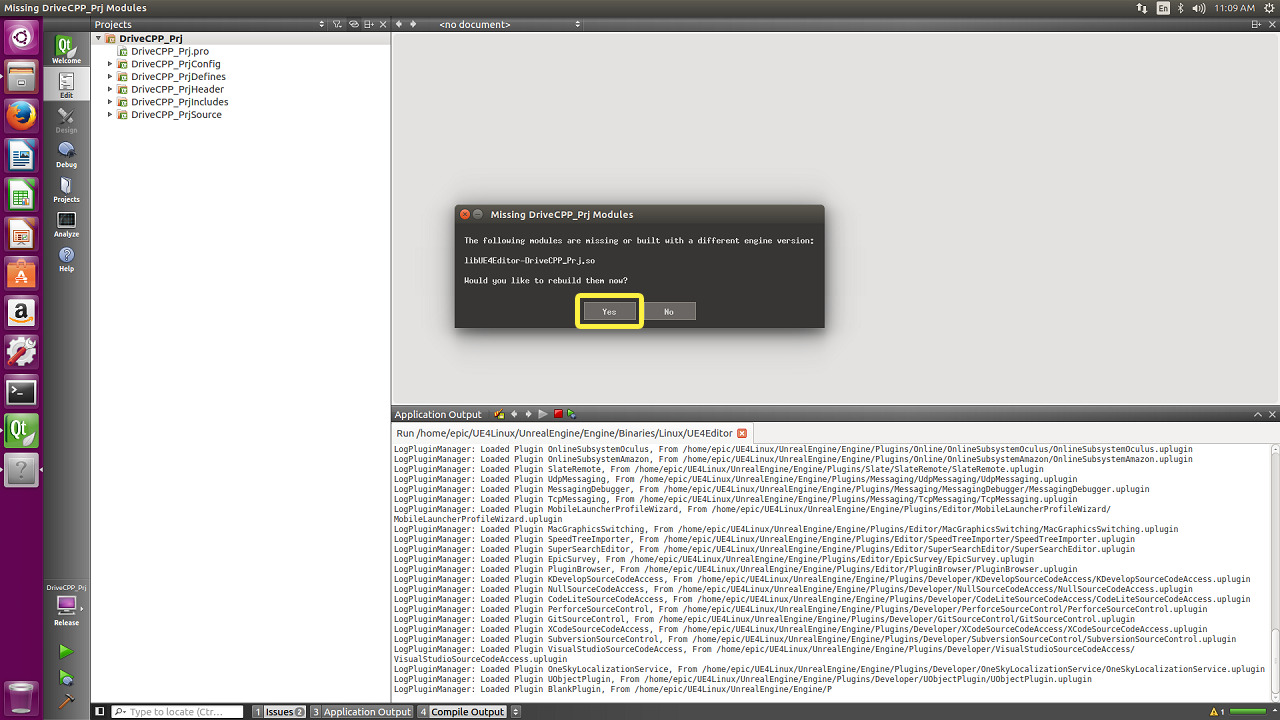 Missing DriveCPP_Prj Modules
En
11:09 AM
Projects
<no document>
Qt
Welcome
Edit
Design
Debug
Projects
Analyze
Help
DriveCPP_Prj
DriveCPP_Prj.pro
DriveCPP_PrjConfig
DriveCPP_PrjDefines
DriveCPP_PrjHeader
DriveCPP_PrjIncludes
DriveCPP_PrjSource
Missing DriveCPP_Prj Modules
The following modules are missing or built with a different engine version:
libUE4Editor-DriveCPP_Prj.so
Would you like to rebuild them now?
Yes
No
Application Output
Run /home/epic/UE4Linux/UnrealEngine/Engine/Binaries/Linux/UE4Editor
LogPluginManager: Loaded Plugin OnlineSubsystemOculus, From /home/epic/UE4Linux/UnrealEngine/Engine/Plugins/Online/OnlineSubsystemOculus/OnlineSubsystemOculus.uplugin
LogPluginManager: Loaded Plugin OnlineSubsystemAmazon, From /home/epic/UE4Linux/UnrealEngine/Engine/Plugins/Online/OnlineSubsystemAmazon/OnlineSubsystemAmazon.uplugin
LogPluginManager: Loaded Plugin SlateRemote, From /home/epic/UE4Linux/UnrealEngine/Engine/Plugins/Slate/SlateRemote/SlateRemote.uplugin
LogPluginManager: Loaded Plugin UdpMessaging, From /home/epic/UE4Linux/UnrealEngine/Engine/Plugins/Messaging/UdpMessaging/UdpMessaging.uplugin
LogPluginManager: Loaded Plugin MessagingDebugger, From /home/epic/UE4Linux/UnrealEngine/Engine/Plugins/Messaging/MessagingDebugger/MessagingDebugger.uplugin
LogPluginManager: Loaded Plugin TcpMessaging, From /home/epic/UE4Linux/UnrealEngine/Engine/Plugins/Messaging/TcpMessaging/TcpMessaging.uplugin
LogPluginManager: Loaded Plugin MobileLauncherProfileWizard, From /home/epic/UE4Linux/UnrealEngine/Engine/Plugins/Editor/MobileLauncherProfileWizard/
MobileLauncherProfileWizard.uplugin
LogPluginManager: Loaded Plugin MacGraphicsSwitching, From /home/epic/UE4Linux/UnrealEngine/Engine/Plugins/Editor/MacGraphicsSwitching/MacGraphicsSwitching.uplugin
LogPluginManager: Loaded Plugin SpeedTreeImporter, From /home/epic/UE4Linux/UnrealEngine/Engine/Plugins/Editor/SpeedTreeImporter/SpeedTreeImporter.uplugin
LogPluginManager: Loaded Plugin SuperSearchEditor, From /home/epic/UE4Linux/UnrealEngine/Engine/Plugins/Editor/SuperSearchEditor/SuperSearchEditor.uplugin
LogPluginManager: Loaded Plugin EpicSurvey, From /home/epic/UE4Linux/UnrealEngine/Engine/Plugins/Editor/EpicSurvey/EpicSurvey.uplugin
LogPluginManager: Loaded Plugin PluginBrowser, From /home/epic/UE4Linux/UnrealEngine/Engine/Plugins/Editor/PluginBrowser/PluginBrowser.uplugin
LogPluginManager: Loaded Plugin KDevelopSourceCodeAccess, From /home/epic/UE4Linux/UnrealEngine/Engine/Plugins/Developer/KDevelopSourceCodeAccess/KDevelopSourceCodeAccess.uplugin
LogPluginManager: Loaded Plugin NullSourceCodeAccess, From /home/epic/UE4Linux/UnrealEngine/Engine/Plugins/Developer/NullSourceCodeAccess/NullSourceCodeAccess.uplugin
LogPluginManager: Loaded Plugin CodeLiteSourceCodeAccess, From /home/epic/UE4Linux/UnrealEngine/Engine/Plugins/Developer/CodeLiteSourceCodeAccess/CodeLiteSourceCodeAccess.uplugin
LogPluginManager: Loaded Plugin PerforceSourceControl, From /home/epic/UE4Linux/UnrealEngine/Engine/Plugins/Developer/PerforceSourceControl/PerforceSourceControl.uplugin
LogPluginManager: Loaded Plugin GitSourceControl, From /home/epic/UE4Linux/UnrealEngine/Engine/Plugins/Developer/GitSourceControl/GitSourceControl.uplugin
LogPluginManager: Loaded Plugin XCodeSourceCodeAccess, From /home/epic/UE4Linux/UnrealEngine/Engine/Plugins/Developer/XCodeSourceCodeAccess/XCodeSourceCodeAccess.uplugin
LogPluginManager: Loaded Plugin SubversionSourceControl, From /home/epic/UE4Linux/UnrealEngine/Engine/Plugins/Developer/SubversionSourceControl/SubversionSourceControl.uplugin
LogPluginManager: Loaded Plugin VisualStudioSourceCodeAccess, From /home/epic/UE4Linux/UnrealEngine/Engine/Plugins/Developer/VisualStudioSourceCodeAccess/
VisualStudioSourceCodeAccess.uplugin
LogPluginManager: Loaded Plugin OneSkyLocalizationService, From /home/epic/UE4Linux/UnrealEngine/Engine/Plugins/Developer/OneSkyLocalizationService/OneSkyLocalizationService.uplugin
LogPluginManager: Loaded Plugin UObjectPlugin, From /home/epic/UE4Linux/UnrealEngine/Engine/Plugins/Developer/UObjectPlugin/UObjectPlugin.uplugin
LogPluginManager: Loaded Plugin BlankPlugin, From /home/epic/UE4Linux/UnrealEngine/Engine/P
DriveCPP_Prj
Release
Type to locate (Ctr...
1 Issues 2
3 Application Output
4 Compile Output
1